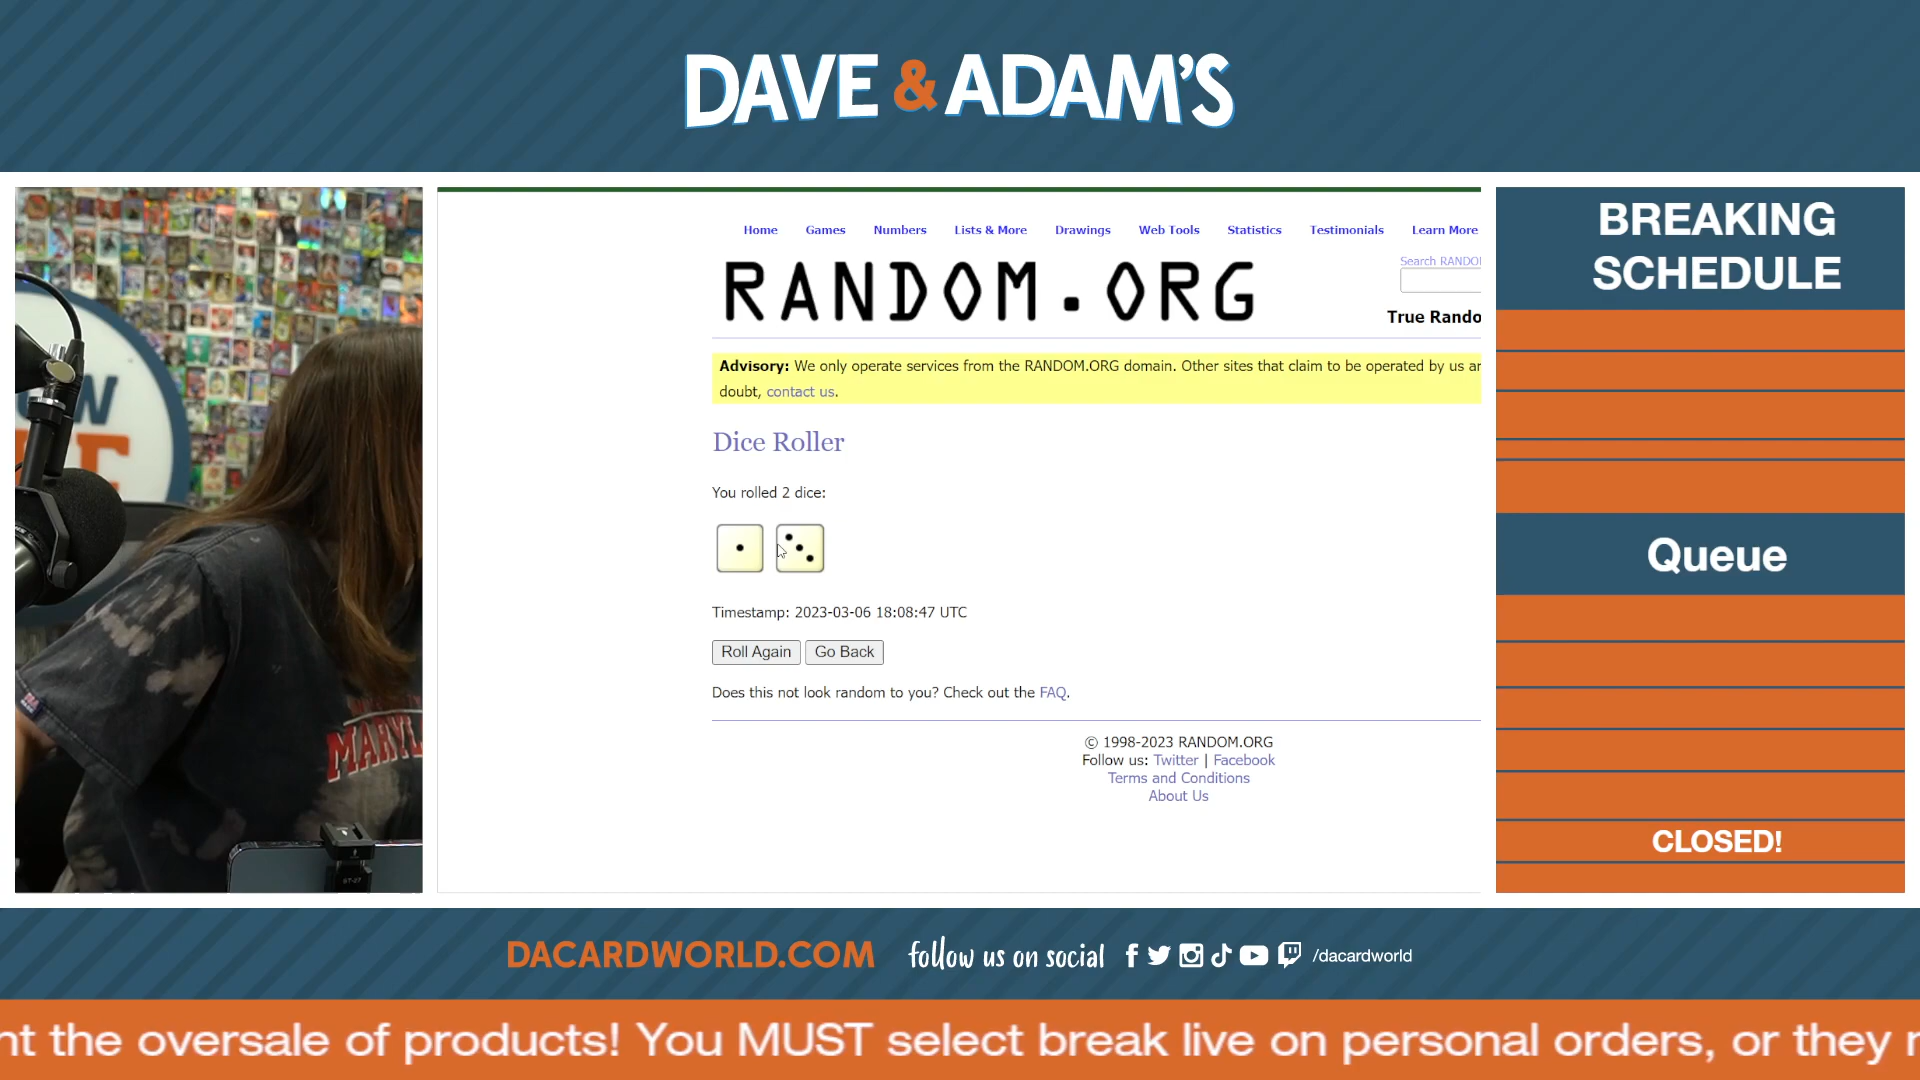 DAVE & ADAM'S
Home Games Numbers Lists & More Drawings Web Tools Statistics Testimonials Learn More
RANDOM.ORG
Search RANDO
True Rando
Advisory: We only operate services from the RANDOM.ORG domain. Other sites that claim to be operated by us ar
doubt, contact us.
Dice Roller
You rolled 2 dice:
Timestamp: 2023-03-06 18:08:47 UTC
Roll Again Go Back
Does this not look random to you? Check out the FAQ.
© 1998-2023 RANDOM.ORG
Follow us: Twitter | Facebook
Terms and Conditions
About Us
MARYL
BREAKING
SCHEDULE
Queue
CLOSED!
DACARDWORLD.COM follow us on social /dacardworld
nt the oversale of products! You MUST select break live on personal orders, or they